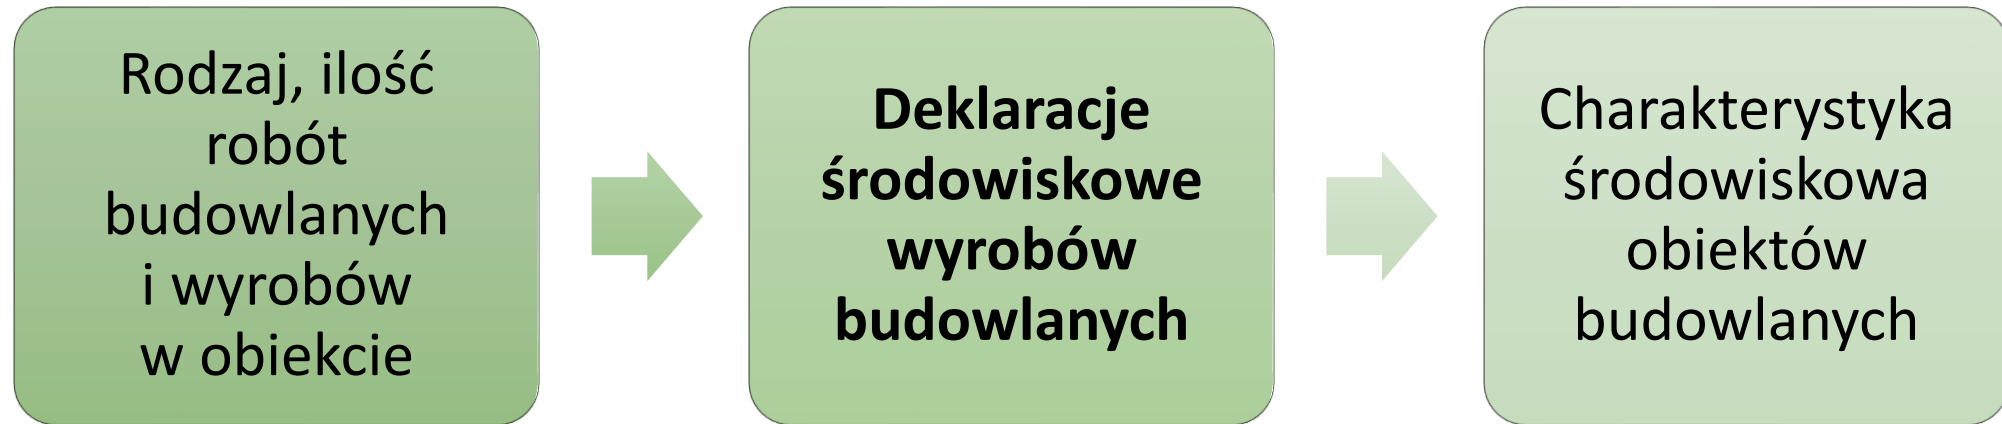 Rodzaj, ilość
robót
budowlanych
i wyrobów
w obiekcie
Deklaracje
środowiskowe
wyrobów
budowlanych
Charakterystyka
środowiskowa
obiektów
budowlanych